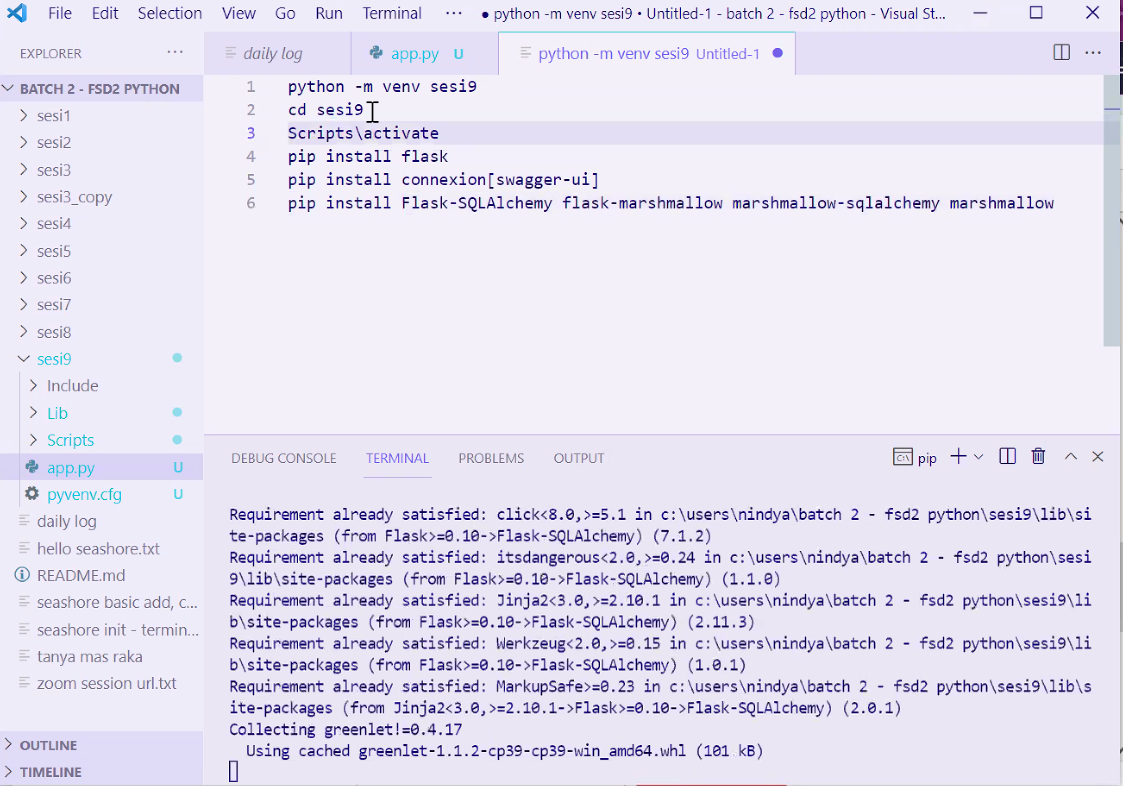 File Edit Selection View Go Run Terminal ··· ● python -m venv sesi9 • Untitled-1 - batch 2 - fsd2 python - Visual St...
EXPLORER ···
daily log
app.py U
python -m venv sesi9 Untitled-1 ●
BATCH 2 - FSD2 PYTHON
sesi1
sesi2
sesi3
sesi3_copy
sesi4
sesi5
sesi6
sesi7
sesi8
sesi9
Include
Lib
Scripts
app.py U
pyvenv.cfg U
daily log
hello seashore.txt
README.md
seashore basic add, c...
seashore init - termin...
tanya mas raka
zoom session url.txt
OUTLINE
TIMELINE
1 python -m venv sesi9
2 cd sesi9
3 Scripts\activate
4 pip install flask
5 pip install connexion[swagger-ui]
6 pip install Flask-SQLAlchemy flask-marshmallow marshmallow-sqlalchemy marshmallow
DEBUG CONSOLE TERMINAL PROBLEMS OUTPUT pip
Requirement already satisfied: click<8.0,>=5.1 in c:\users\nindya\batch 2 - fsd2 python\sesi9\lib\si
te-packages (from Flask>=0.10->Flask-SQLAlchemy) (7.1.2)
Requirement already satisfied: itsdangerous<2.0,>=0.24 in c:\users\nindya\batch 2 - fsd2 python\sesi
9\lib\site-packages (from Flask>=0.10->Flask-SQLAlchemy) (1.1.0)
Requirement already satisfied: Jinja2<3.0,>=2.10.1 in c:\users\nindya\batch 2 - fsd2 python\sesi9\li
b\site-packages (from Flask>=0.10->Flask-SQLAlchemy) (2.11.3)
Requirement already satisfied: Werkzeug<2.0,>=0.15 in c:\users\nindya\batch 2 - fsd2 python\sesi9\li
b\site-packages (from Flask>=0.10->Flask-SQLAlchemy) (1.0.1)
Requirement already satisfied: MarkupSafe>=0.23 in c:\users\nindya\batch 2 - fsd2 python\sesi9\lib\s
ite-packages (from Jinja2<3.0,>=2.10.1->Flask>=0.10->Flask-SQLAlchemy) (2.0.1)
Collecting greenlet!=0.4.17
Using cached greenlet-1.1.2-cp39-cp39-win_amd64.whl (101 kB)